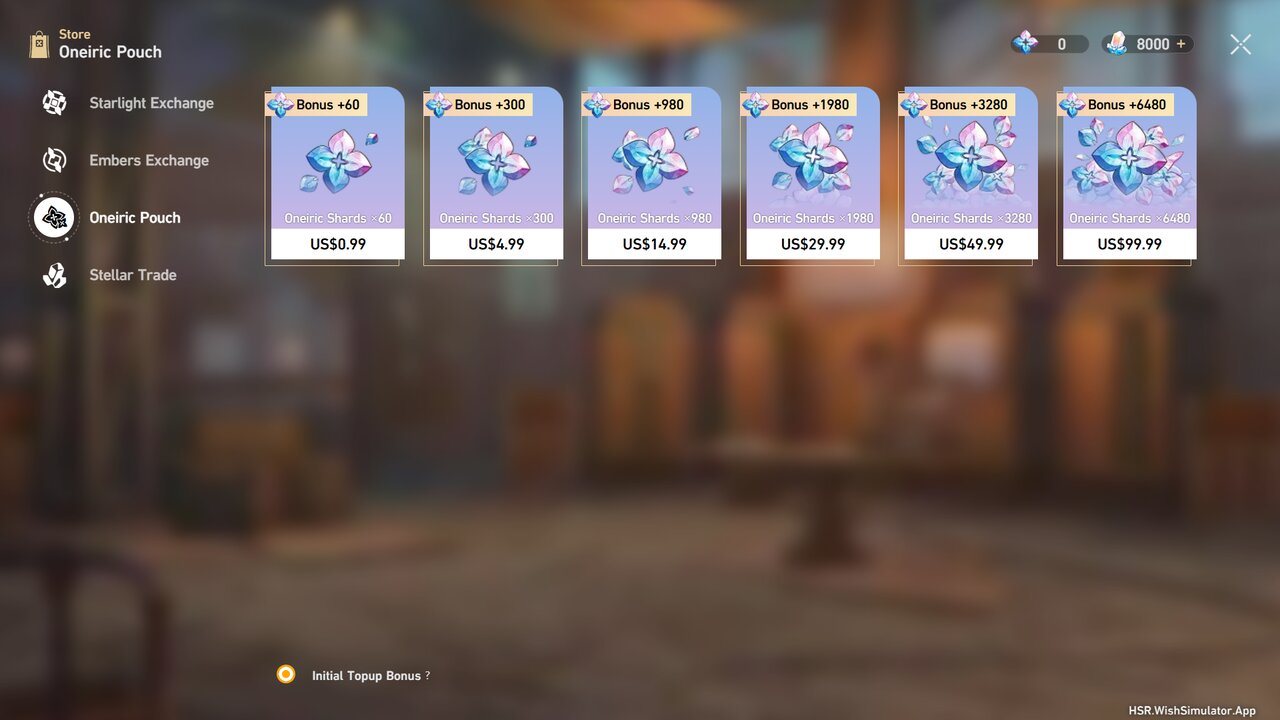 Store
Oneiric Pouch
0
8000 +
Starlight Exchange
Embers Exchange
Oneiric Pouch
Stellar Trade
Bonus +60
Oneiric Shards ×60
US$0.99
Bonus +300
Oneiric Shards ×300
US$4.99
Bonus +980
Oneiric Shards ×980
US$14.99
Bonus +1980
Oneiric Shards ×1980
US$29.99
Bonus +3280
Oneiric Shards ×3280
US$49.99
Bonus +6480
Oneiric Shards ×6480
US$99.99
Initial Topup Bonus ?
HSR.WishSimulator.App